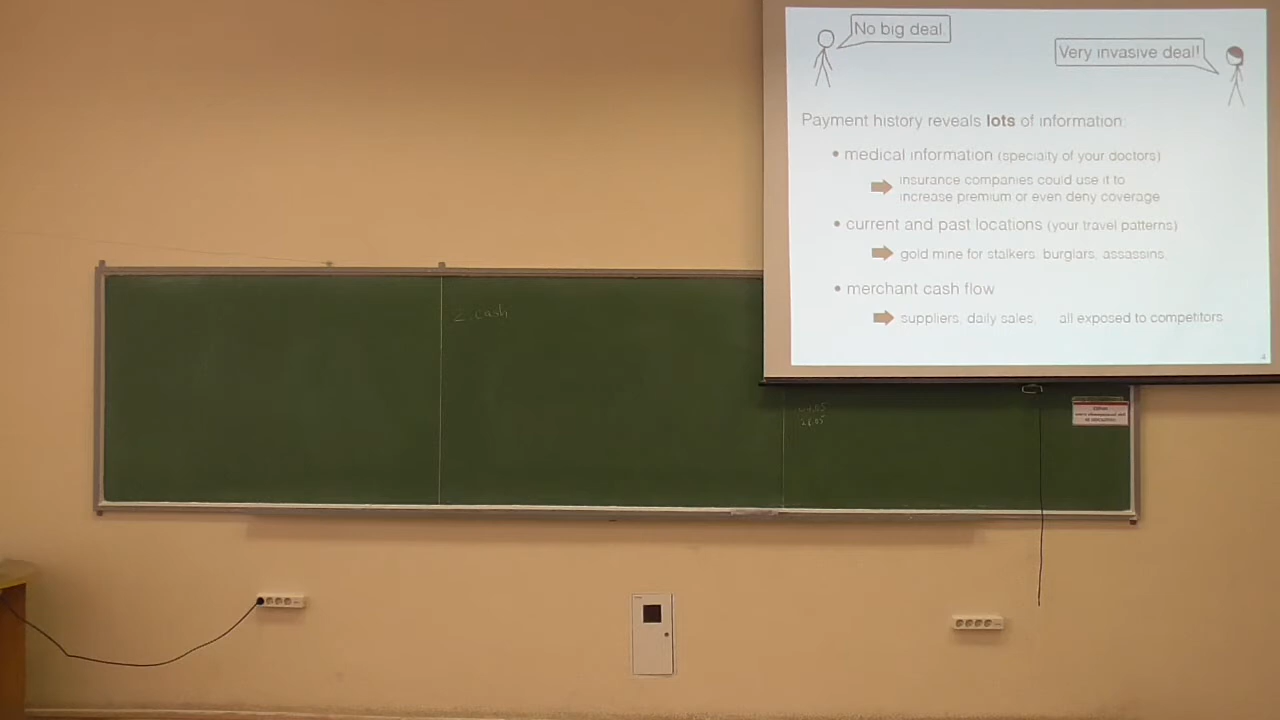 No big deal.
Very invasive deal!
Payment history reveals lots of information:
• medical information (specialty of your doctors)
insurance companies could use it to
increase premium or even deny coverage
• current and past locations (your travel patterns)
gold mine for stalkers, burglars, assassins,
• merchant cash flow
suppliers, daily sales, all exposed to competitors
4
Z.cash